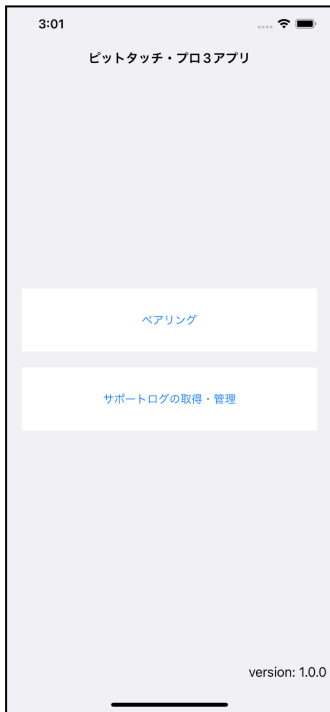 3:01
ピットタッチ・プロ３アプリ
ペアリング
サポートログの取得・管理
version: 1.0.0